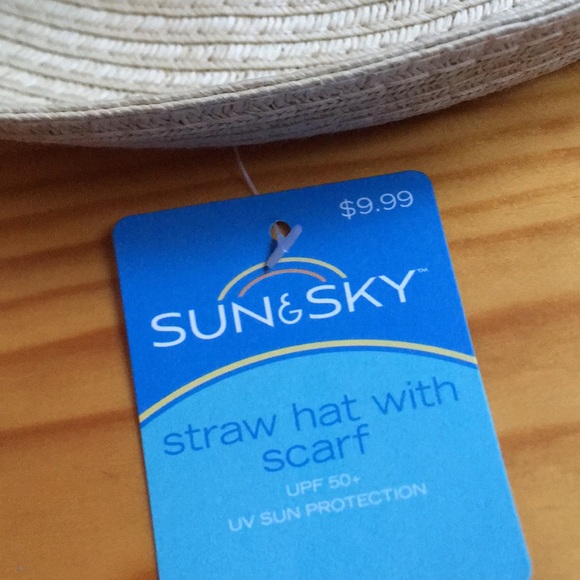 $9.99
SUN&SKY™
straw hat with
scarf
UPF 50+
UV SUN PROTECTION